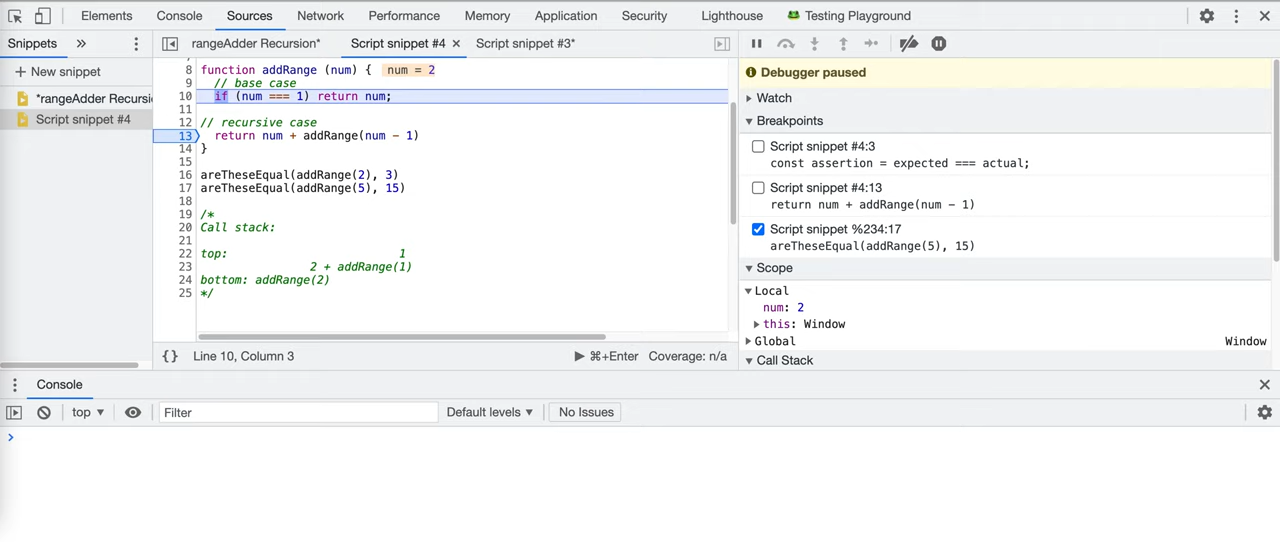 Elements Console Sources Network Performance Memory Application Security Lighthouse Testing Playground
Snippets »
+ New snippet
*rangeAdder Recursi
Script snippet #4
rangeAdder Recursion* Script snippet #4 × Script snippet #3*
8 function addRange (num) { num = 2
9 // base case
10 if (num === 1) return num;
11
12 // recursive case
13 return num + addRange(num - 1)
14 }
15
16 areTheseEqual(addRange(2), 3)
17 areTheseEqual(addRange(5), 15)
18
19 /*
20 Call stack:
21
22 top: 1
23 2 + addRange(1)
24 bottom: addRange(2)
25 */
{} Line 10, Column 3 ⌘+Enter Coverage: n/a
Debugger paused
Watch
Breakpoints
Script snippet #4:3
const assertion = expected === actual;
Script snippet #4:13
return num + addRange(num - 1)
Script snippet %234:17
areTheseEqual(addRange(5), 15)
Scope
Local
num: 2
this: Window
Global Window
Call Stack
Console
top ▼ Filter Default levels ▼ No Issues